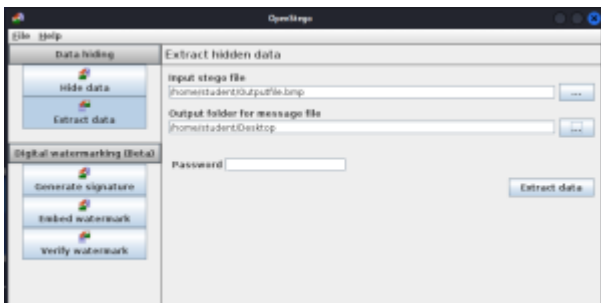 OpenStego
File Help
Data hiding
Hide data
Extract data
Digital watermarking (Beta)
Generate signature
Embed watermark
Verify watermark
Extract hidden data
Input stego file
/home/student/Outputfile.bmp
...
Output folder for message file
/home/student/Desktop
...
Password
Extract data